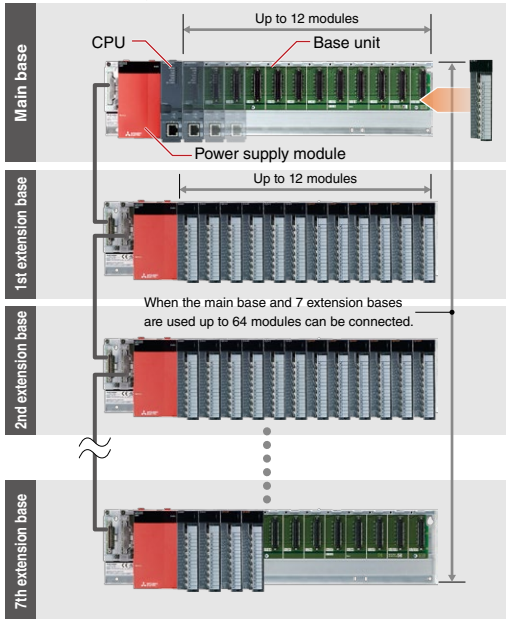 Main base
Up to 12 modules
CPU
Base unit
Power supply module
1st extension base
Up to 12 modules
When the main base and 7 extension bases
are used up to 64 modules can be connected.
2nd extension base
7th extension base